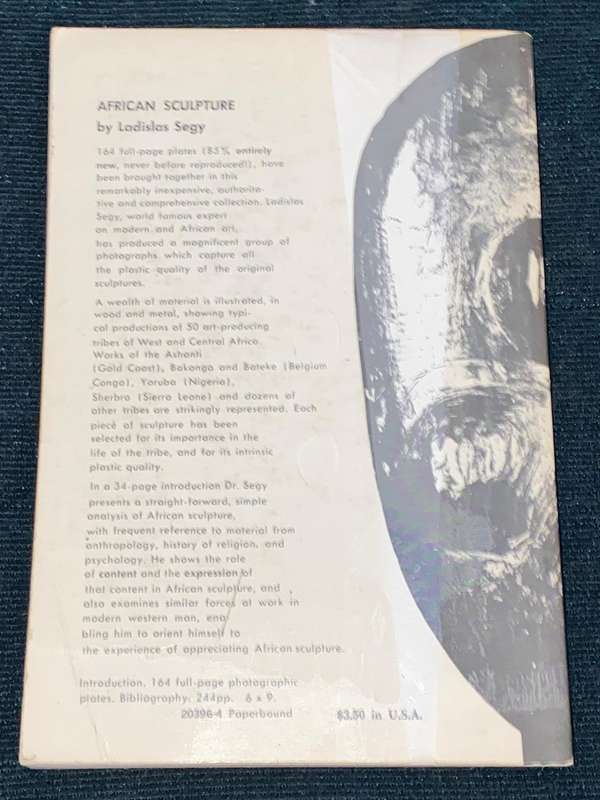 AFRICAN SCULPTURE
by Ladislas Segy
164 full-page plates (85% entirely
new, never before reproduced!), have
been brought together in this
remarkably inexpensive, authorita-
tive and comprehensive collection. Ladislas
Segy, world famous expert
on modern and African art,
has produced a magnificent group of
photographs which capture all
the plastic quality of the original
sculptures.
A wealth of material is illustrated, in
wood and metal, showing typi-
cal productions of 50 art-producing
tribes of West and Central Africa.
Works of the Ashanti
(Gold Coast), Bakongo and Bateke (Belgium
Congo), Yoruba (Nigeria),
Sherbro (Sierra Leone) and dozens of
other tribes are strikingly represented. Each
piece of sculpture has been
selected for its importance in the
life of the tribe, and for its intrinsic
plastic quality.
In a 34-page introduction Dr. Segy
presents a straight-forward, simple
analysis of African sculpture,
with frequent reference to material from
anthropology, history of religion, and
psychology. He shows the role
of content and the expression of
that content in African sculpture, and
also examines similar forces at work in
modern western man, ena
bling him to orient himself to
the experience of appreciating African sculpture.
Introduction. 164 full-page photographic
plates. Bibliography. 244pp. 6 x 9.
20396-4 Paperbound $3.50 in U.S.A.